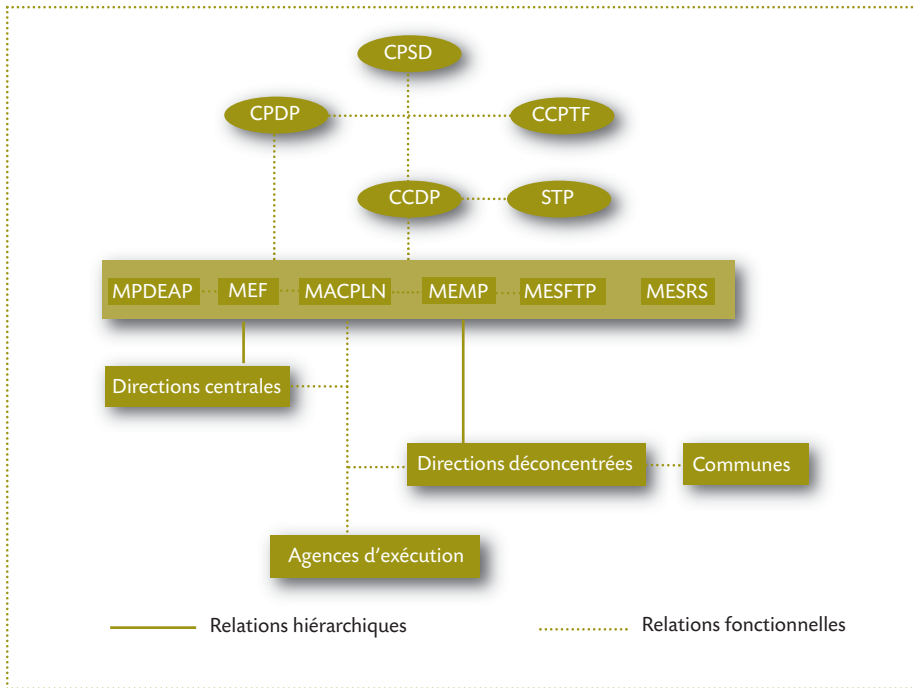 CPSD
CPDP
CCPTF
CCDP
STP
MPDEAP MEF MACPLN MEMP MESFTP MESRS
Directions centrales
Directions déconcentrées
Communes
Agences d’exécution
Relations hiérarchiques
Relations fonctionnelles